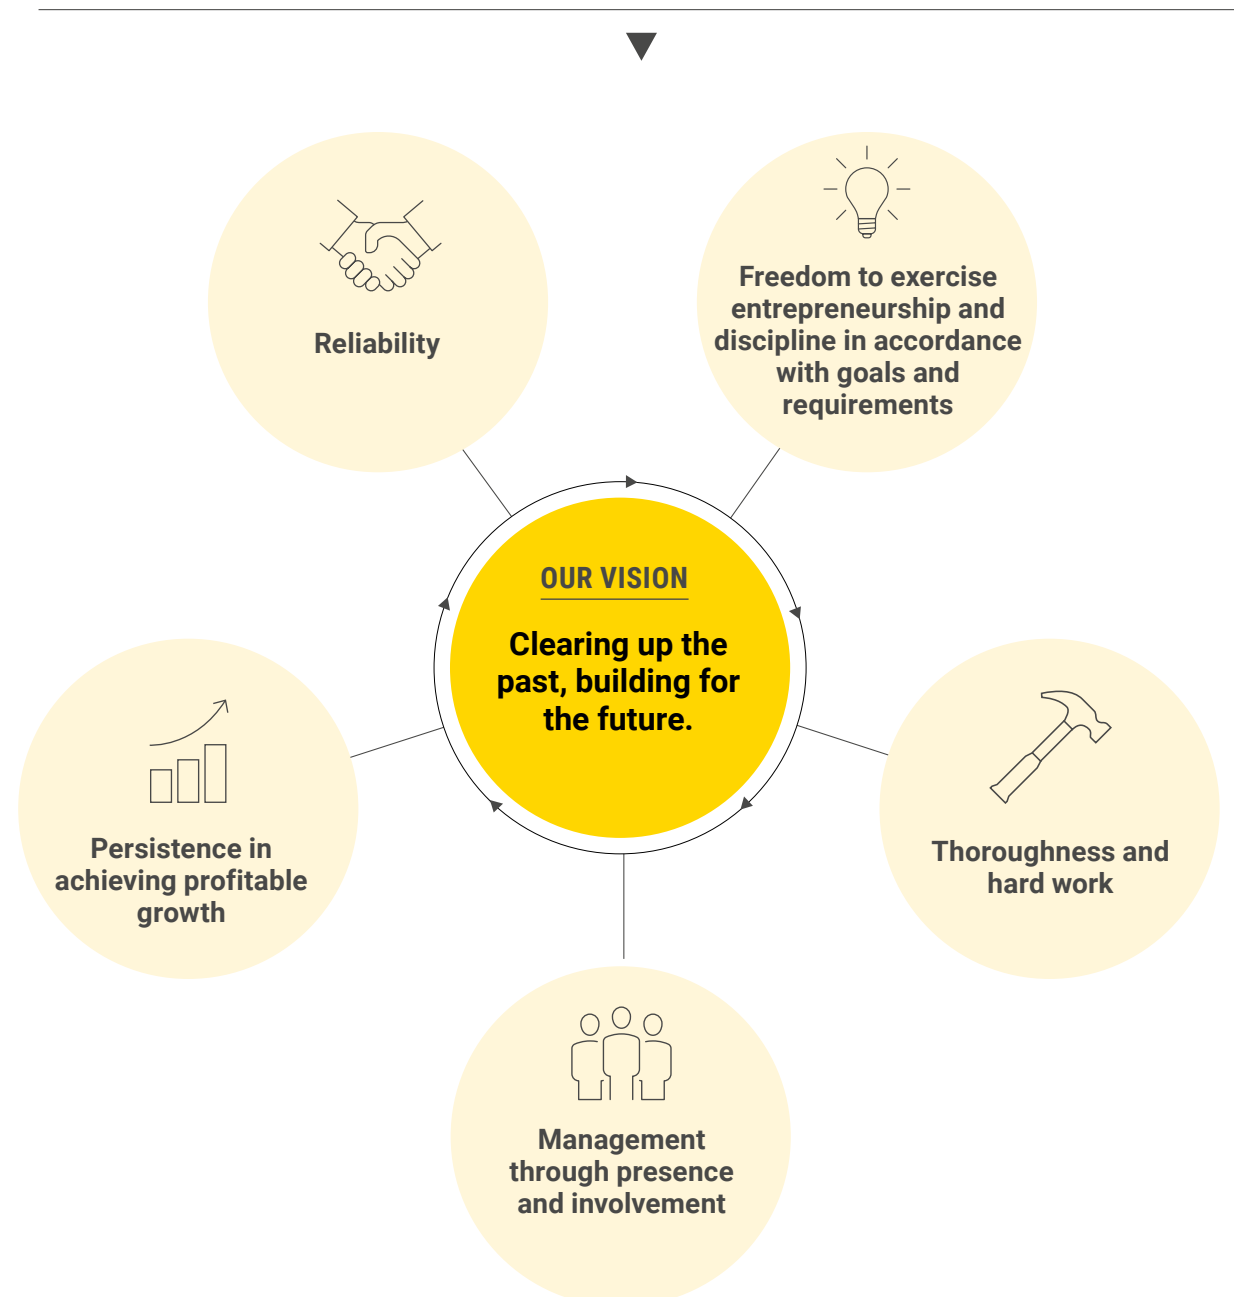 Reliability
Freedom to exercise
entrepreneurship and
discipline in accordance
with goals and
requirements
OUR VISION
Clearing up the
past, building for
the future.
Persistence in
achieving profitable
growth
Thoroughness and
hard work
Management
through presence
and involvement